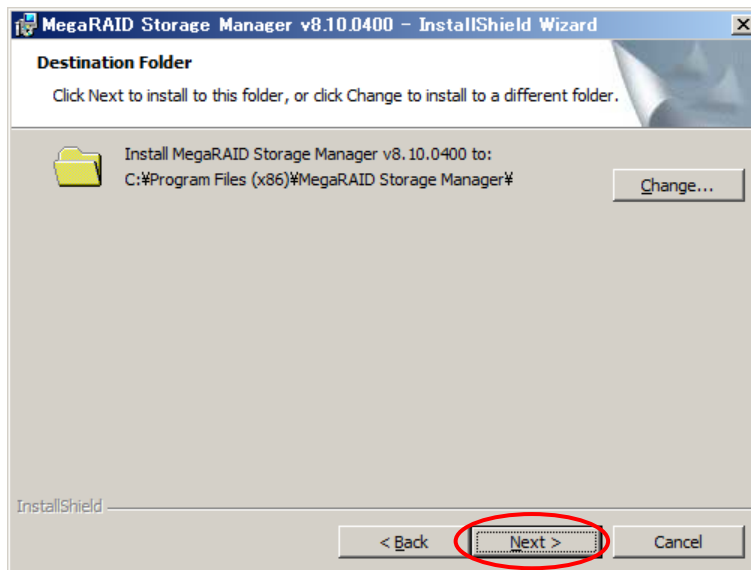 MegaRAID Storage Manager v8.10.0400 - InstallShield Wizard
Destination Folder
Click Next to install to this folder, or click Change to install to a different folder.
Install MegaRAID Storage Manager v8.10.0400 to:
C:¥Program Files (x86)¥MegaRAID Storage Manager¥
Change...
InstallShield
< Back
Next >
Cancel